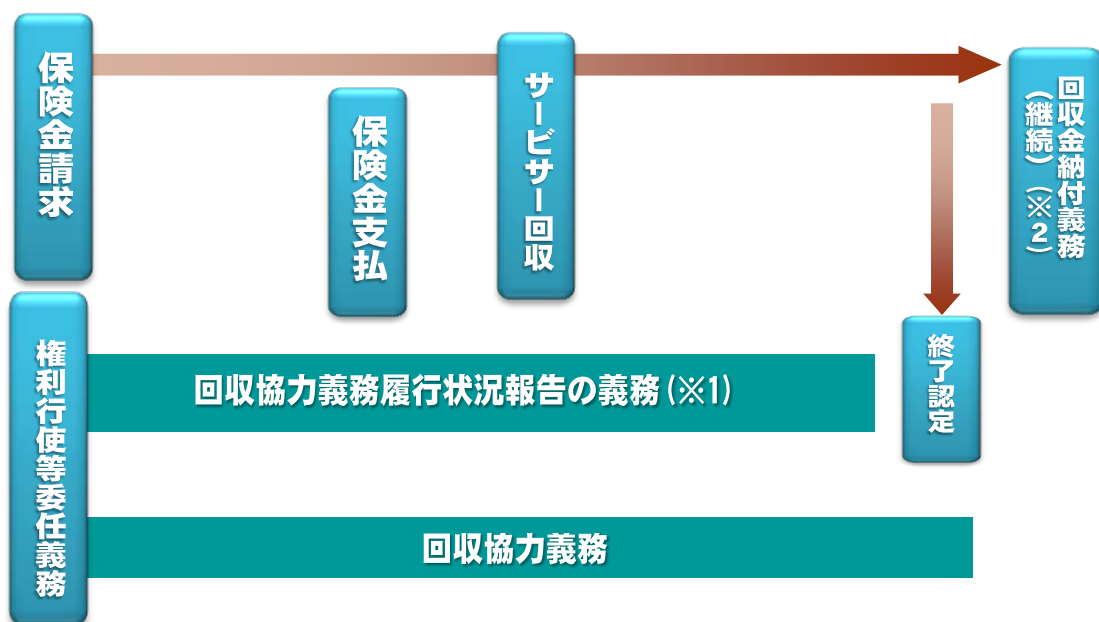 保険金請求
保険金支払
サービサー回収
回収金納付義務
（継続）（※２）
終了認定
権利行使等委任義務
回収協力義務履行状況報告の義務(※1)
回収協力義務